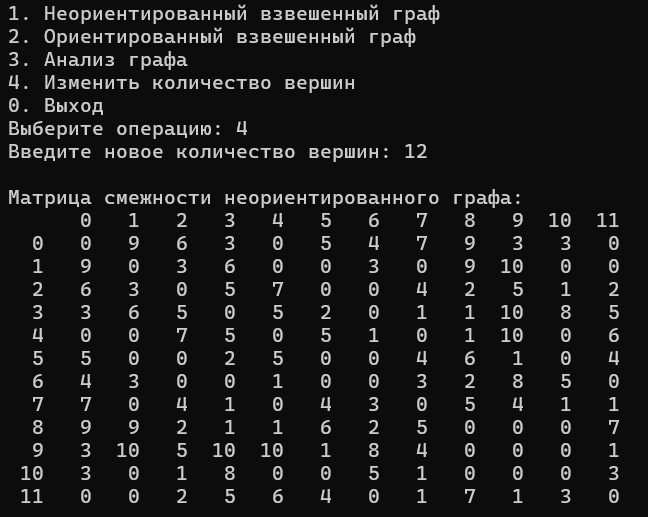 1. Неориентированный взвешенный граф
2. Ориентированный взвешенный граф
3. Анализ графа
4. Изменить количество вершин
0. Выход
Выберите операцию: 4
Введите новое количество вершин: 12

Матрица смежности неориентированного графа:
      0   1   2   3   4   5   6   7   8   9  10  11
  0   0   9   6   3   0   5   4   7   9   3   3   0
  1   9   0   3   6   0   0   3   0   9  10   0   0
  2   6   3   0   5   7   0   0   4   2   5   1   2
  3   3   6   5   0   5   2   0   1   1  10   8   5
  4   0   0   7   5   0   5   1   0   1  10   0   6
  5   5   0   0   2   5   0   0   4   6   1   0   4
  6   4   3   0   0   1   0   0   3   2   8   5   0
  7   7   0   4   1   0   4   3   0   5   4   1   1
  8   9   9   2   1   1   6   2   5   0   0   0   7
  9   3  10   5  10  10   1   8   4   0   0   0   1
 10   3   0   1   8   0   0   5   1   0   0   0   3
 11   0   0   2   5   6   4   0   1   7   1   3   0